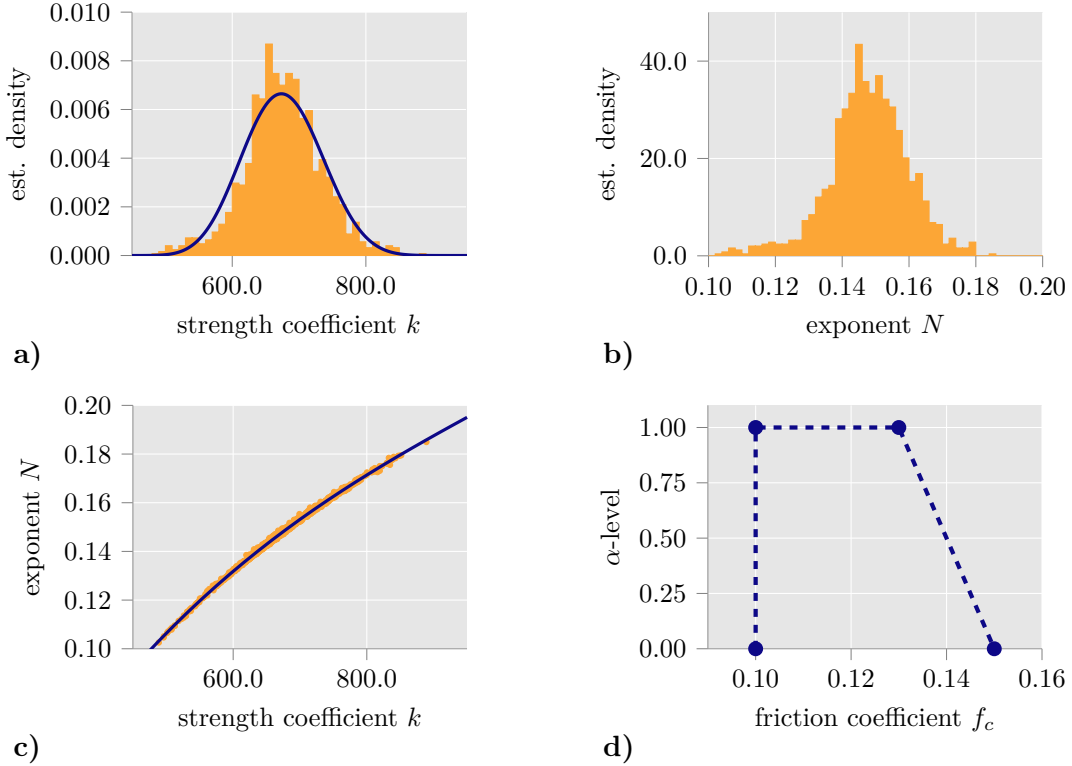 0.010
0.008
0.006
0.004
0.002
0.000
est. density
600.0 800.0
strength coefficient k
a)
40.0
20.0
0.0
est. density
0.10 0.12 0.14 0.16 0.18 0.20
exponent N
b)
0.20
0.18
0.16
0.14
0.12
0.10
exponent N
600.0 800.0
strength coefficient k
c)
1.00
0.75
0.50
0.25
0.00
α-level
0.10 0.12 0.14 0.16
friction coefficient f_c
d)